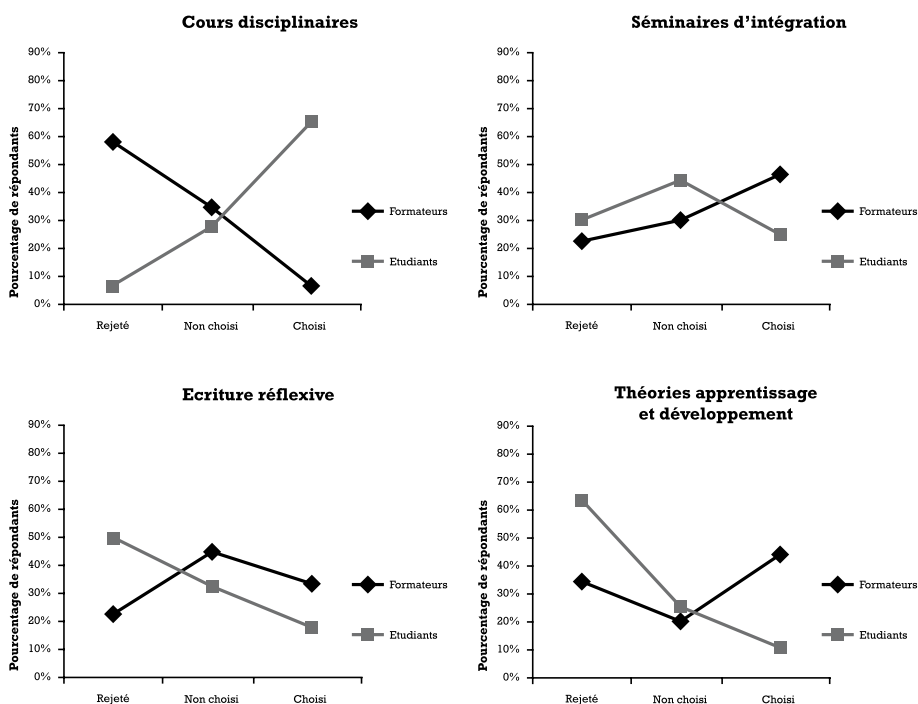 Cours disciplinaires
90%
80%
70%
60%
50%
40%
30%
20%
10%
0%
Pourcentage de répondants
Rejeté
Non choisi
Choisi
Formateurs
Etudiants
Séminaires d'intégration
90%
80%
70%
60%
50%
40%
30%
20%
10%
0%
Pourcentage de répondants
Rejeté
Non choisi
Choisi
Formateurs
Etudiants
Ecriture réflexive
90%
80%
70%
60%
50%
40%
30%
20%
10%
0%
Pourcentage de répondants
Rejeté
Non choisi
Choisi
Formateurs
Etudiants
Théories apprentissage
et développement
90%
80%
70%
60%
50%
40%
30%
20%
10%
0%
Pourcentage de répondants
Rejeté
Non choisi
Choisi
Formateurs
Etudiants